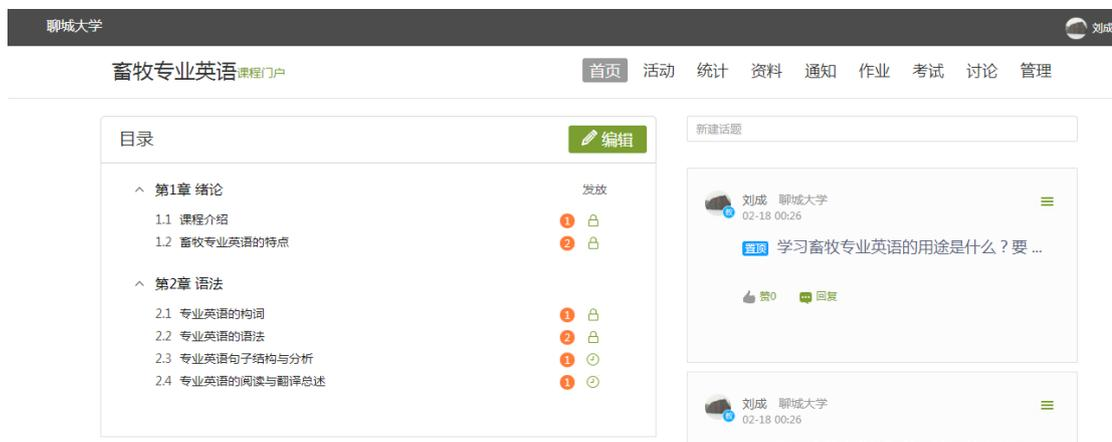 聊城大学
刘成
畜牧专业英语 课程门户
首页 活动 统计 资料 通知 作业 考试 讨论 管理
目录
编辑
第1章 绪论 发放
1.1 课程介绍 1
1.2 畜牧专业英语的特点 2
第2章 语法
2.1 专业英语的构词 1
2.2 专业英语的语法 2
2.3 专业英语句子结构与分析 1
2.4 专业英语的阅读与翻译总述 1
新建话题
刘成 聊城大学
教
02-18 00:26
置顶 学习畜牧专业英语的用途是什么？要 ...
赞0 回复
刘成 聊城大学
教
02-18 00:26